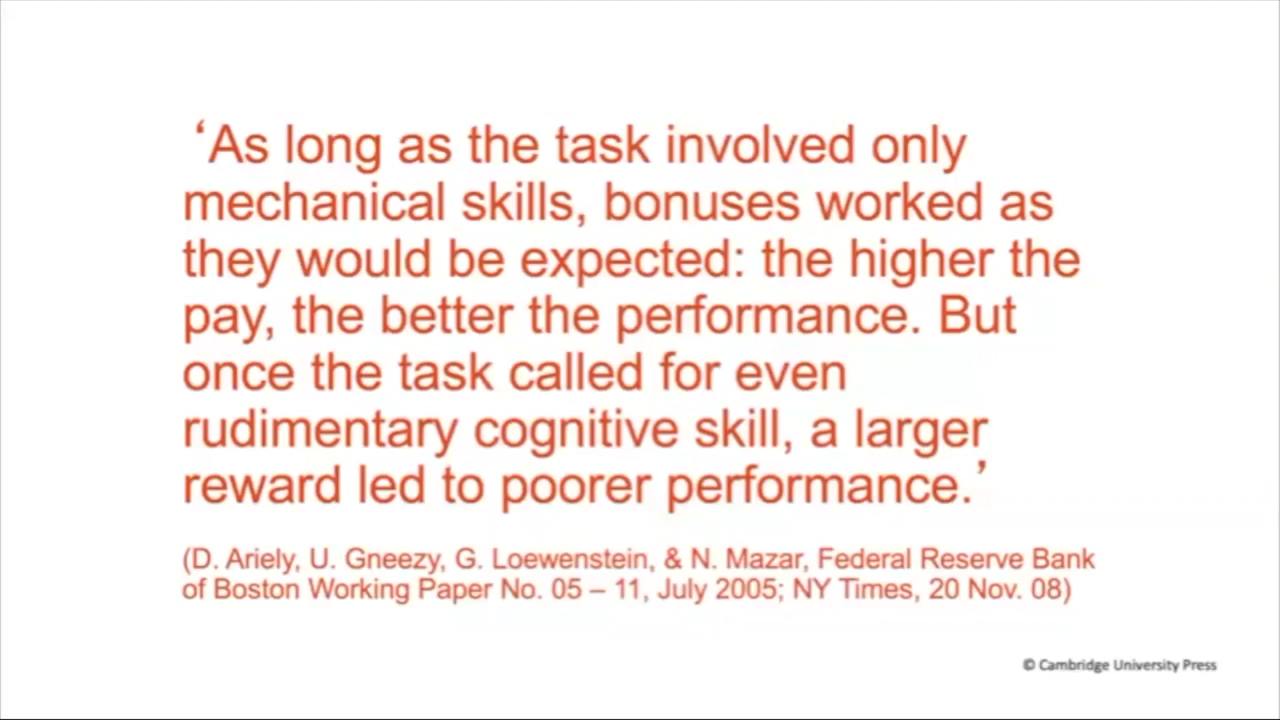 ‘As long as the task involved only
mechanical skills, bonuses worked as
they would be expected: the higher the
pay, the better the performance. But
once the task called for even
rudimentary cognitive skill, a larger
reward led to poorer performance.’
(D. Ariely, U. Gneezy, G. Loewenstein, & N. Mazar, Federal Reserve Bank
of Boston Working Paper No. 05 – 11, July 2005; NY Times, 20 Nov. 08)
© Cambridge University Press